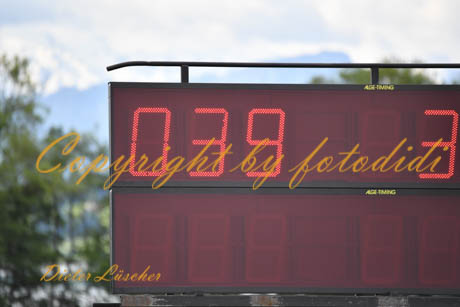 ALGE-TIMING
039 3
Copyright by fotodidi
ALGE-TIMING
Dieter Lüscher